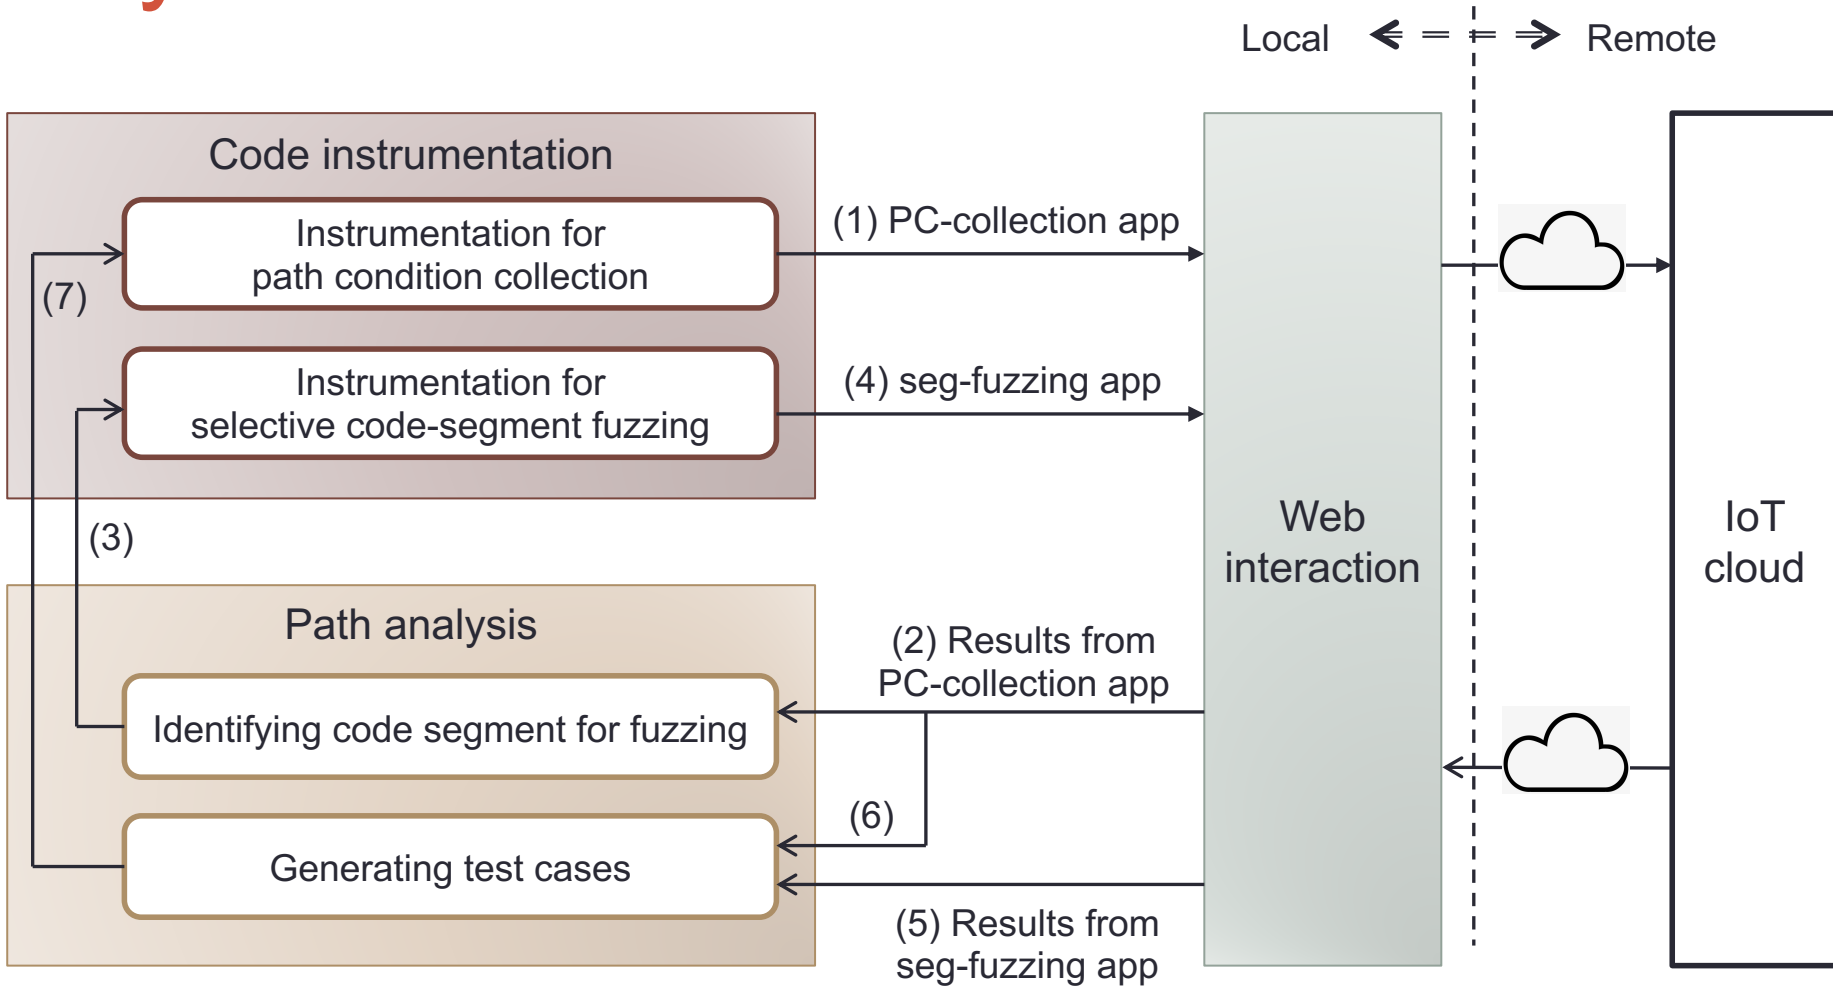 Local
Remote
Code instrumentation
Instrumentation for
path condition collection
(1) PC-collection app
(7)
Instrumentation for
selective code-segment fuzzing
(4) seg-fuzzing app
(3)
Web
interaction
IoT
cloud
Path analysis
(2) Results from
PC-collection app
Identifying code segment for fuzzing
(6)
Generating test cases
(5) Results from
seg-fuzzing app